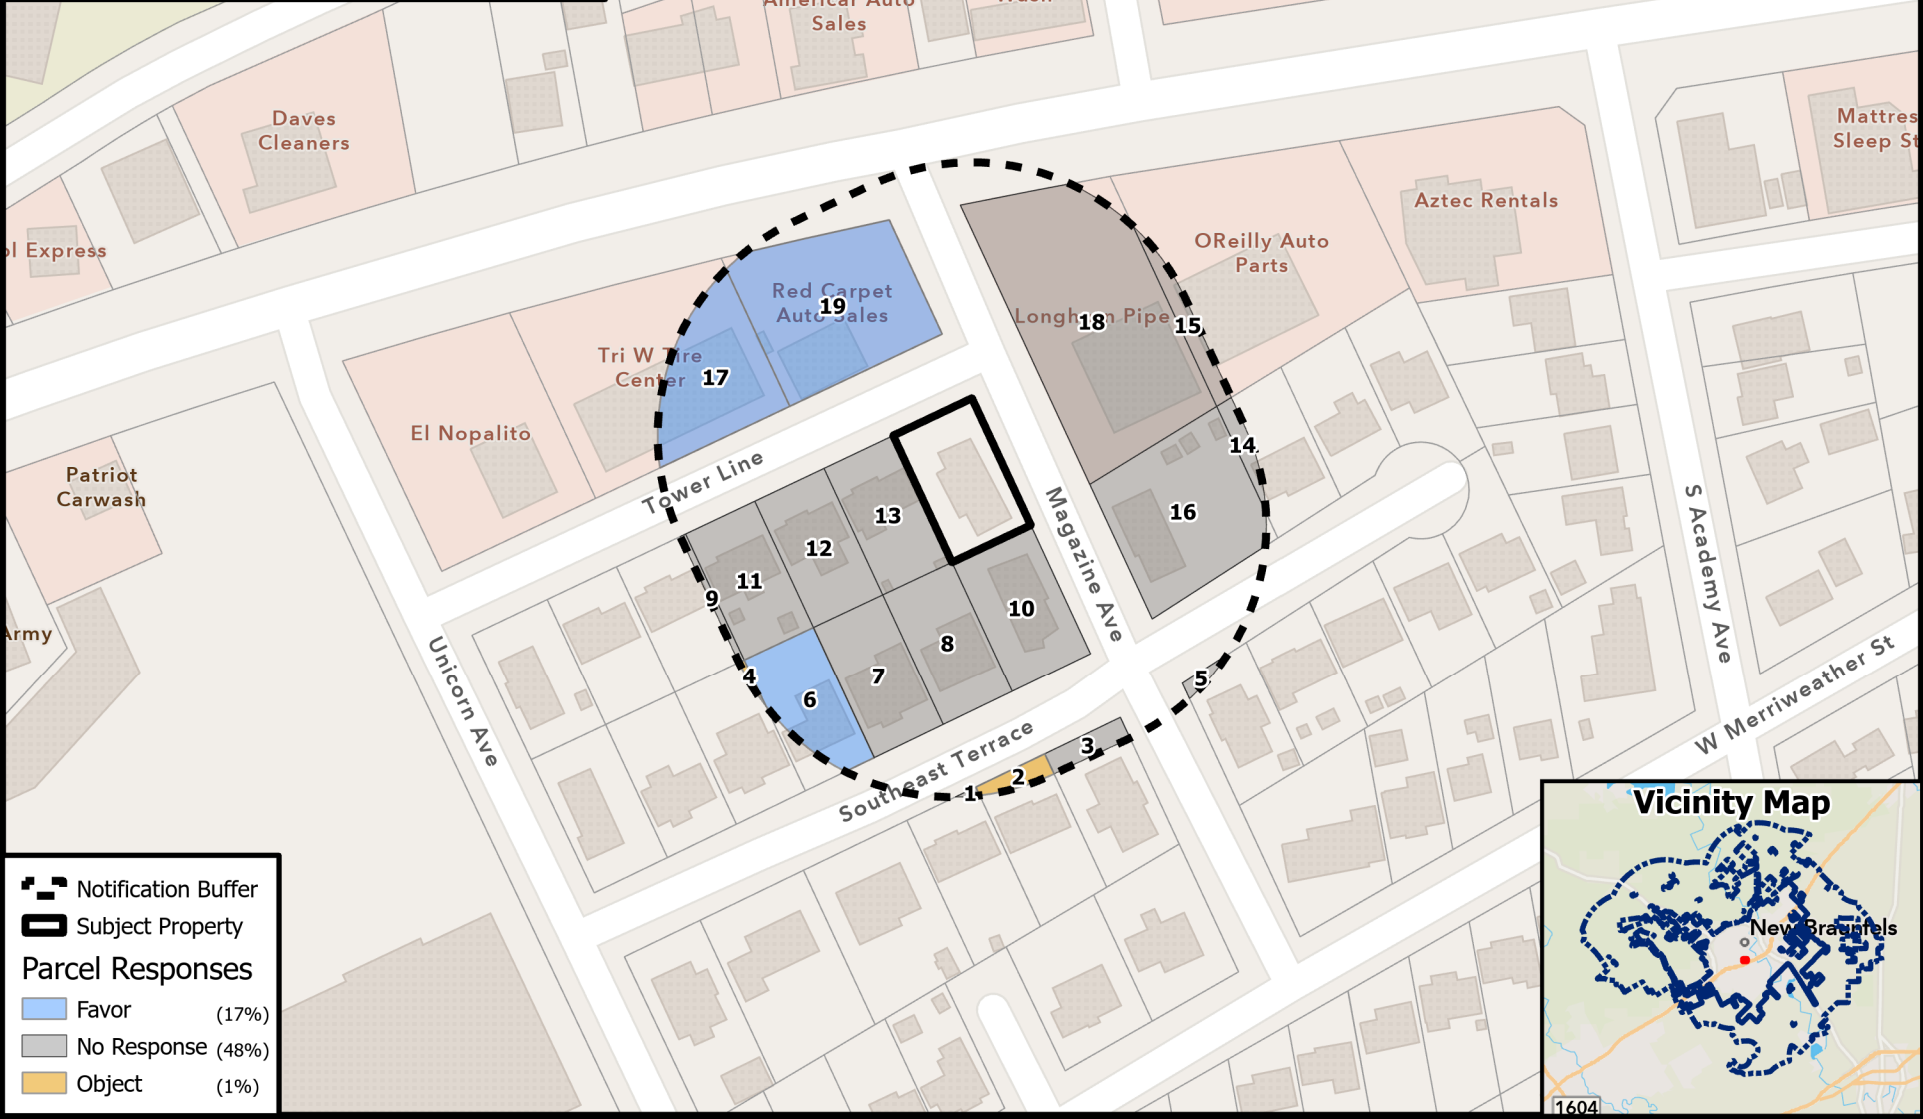 Sales
Daves
Cleaners
Mattres
Sleep St
Aztec Rentals
ol Express
OReilly Auto
Parts
Red Carpet
Auto Sales
19
Longh n Pipe
18
15
Tri W Tire
Center
17
El Nopalito
14
Patriot
Carwash
Tower Line
13
16
12
Magazine Ave
S Academy Ave
11
9
10
Army
8
Unicorn Ave
4
7
5
6
W Merriweather St
3
Southeast Terrace
2
1
Vicinity Map
New Braunfels
1604
Notification Buffer
Subject Property
Parcel Responses
Favor (17%)
No Response (48%)
Object (1%)